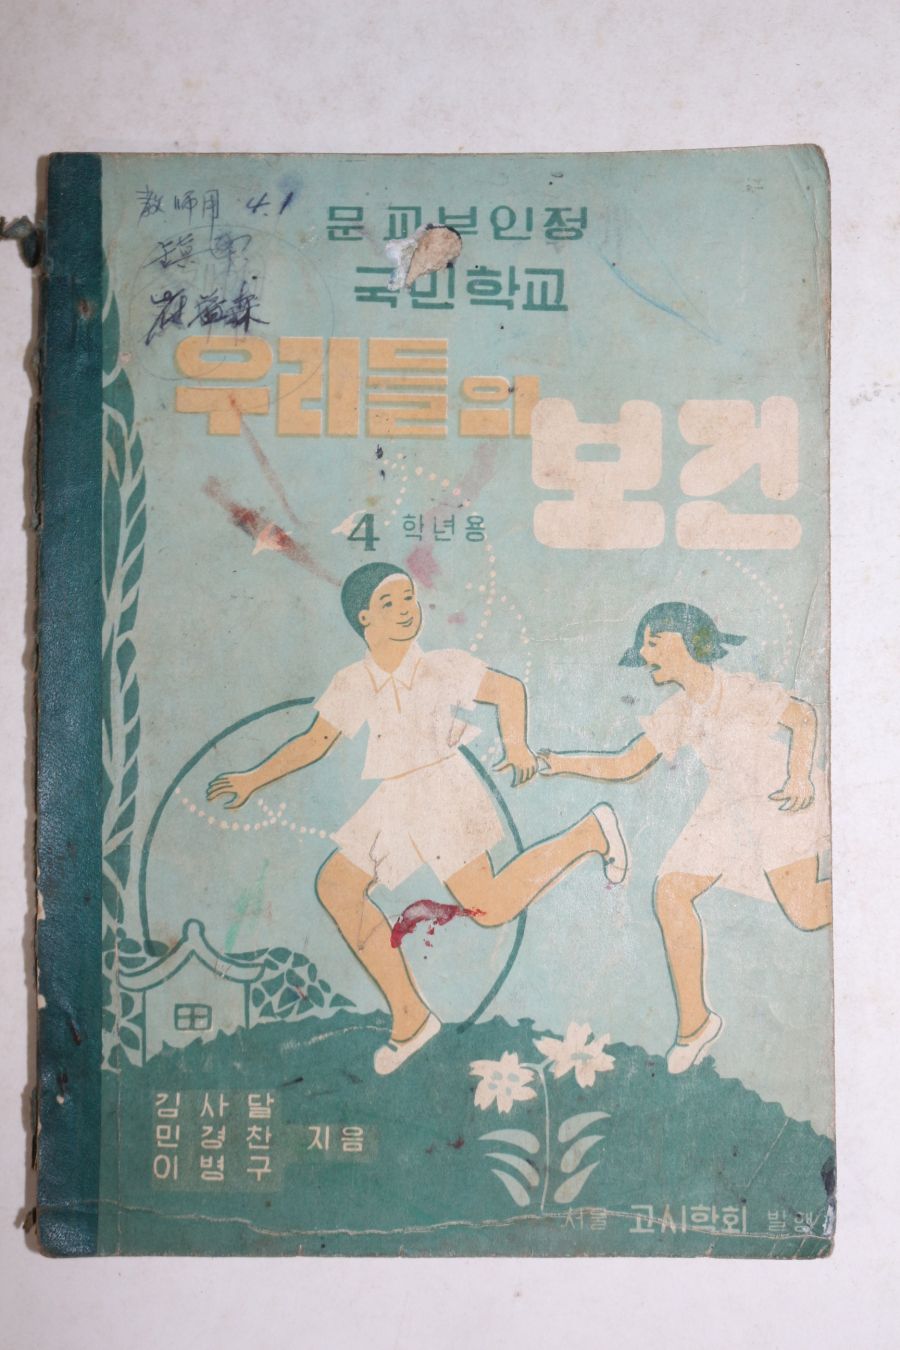 敎师用 4.1
문교부인정
국민학교
우리들의 보건
4 학년용
김사달
민경찬 지음
이병구
서울 고시학회 발행